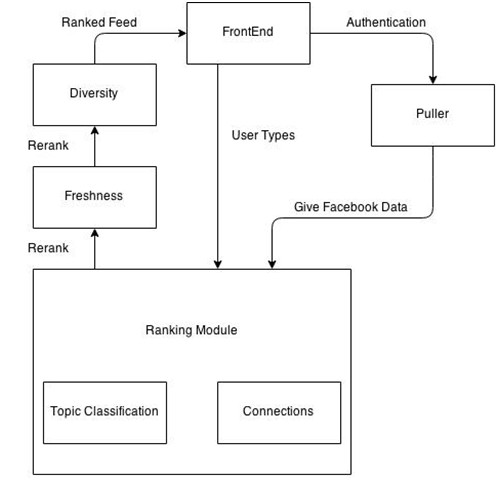 Ranked Feed
FrontEnd
Authentication
Diversity
Puller
User Types
Rerank
Freshness
Give Facebook Data
Rerank
Ranking Module
Topic Classification
Connections